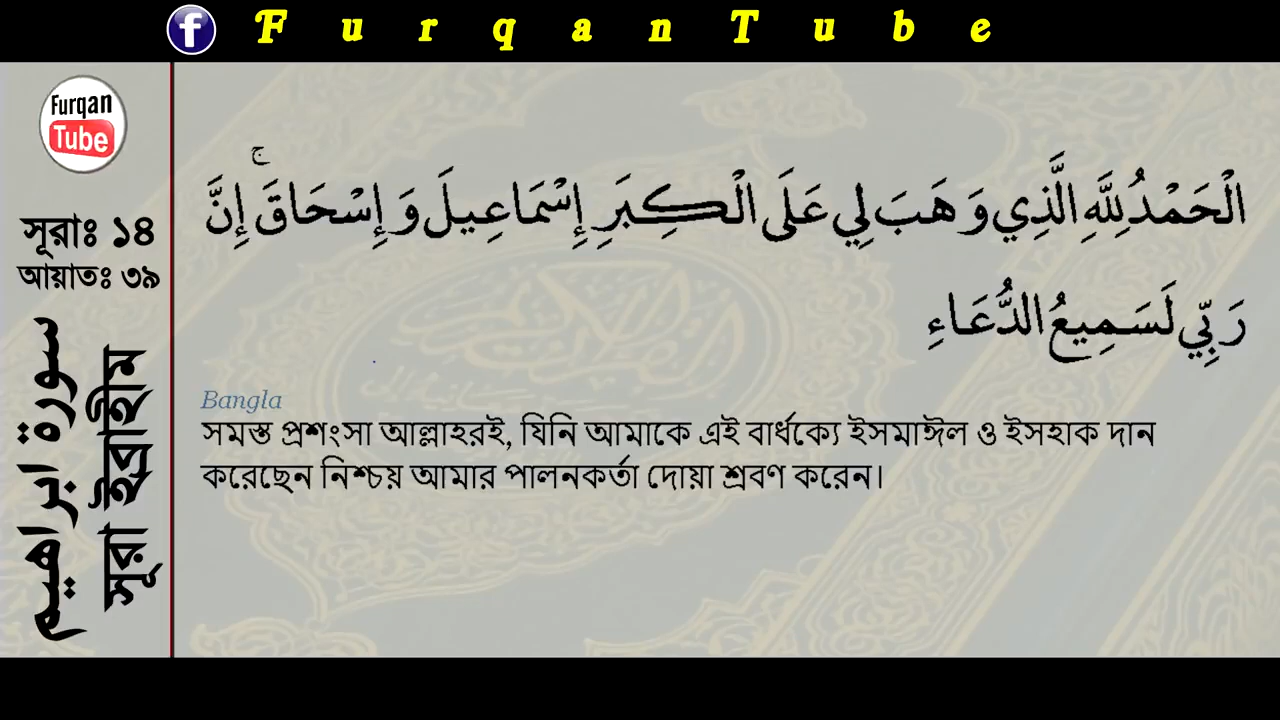 f F u r q a n T u b e
Furqan
Tube
সূরাঃ ১৪
আয়াতঃ ৩৯
سورة ابراهيم
সূরা ইব্রাহীম
الْحَمْدُ لِلَّهِ الَّذِي وَهَبَ لِي عَلَى الْكِبَرِ إِسْمَاعِيلَ وَإِسْحَاقَ ۚ إِنَّ
رَبِّي لَسَمِيعُ الدُّعَاءِ
Bangla
সমস্ত প্রশংসা আল্লাহরই, যিনি আমাকে এই বার্ধক্যে ইসমাঈল ও ইসহাক দান
করেছেন নিশ্চয় আমার পালনকর্তা দোয়া শ্রবণ করেন।